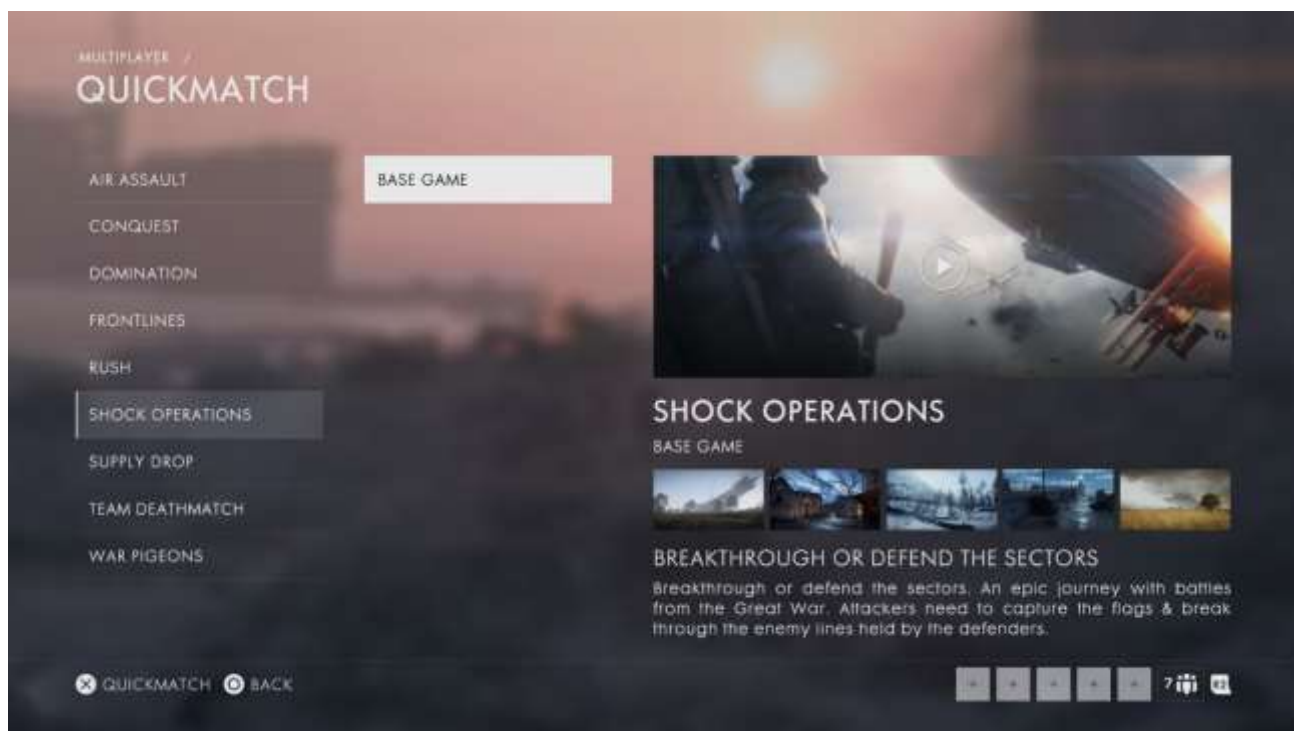 MULTIPLAYER /
QUICKMATCH
AIR ASSAULT
CONQUEST
DOMINATION
FRONTLINES
RUSH
SHOCK OPERATIONS
SUPPLY DROP
TEAM DEATHMATCH
WAR PIGEONS
BASE GAME
SHOCK OPERATIONS
BASE GAME
BREAKTHROUGH OR DEFEND THE SECTORS
Breakthrough or defend the sectors. An epic journey with battles
from the Great War. Attackers need to capture the flags & break
through the enemy lines held by the defenders.
QUICKMATCH BACK
7 R2